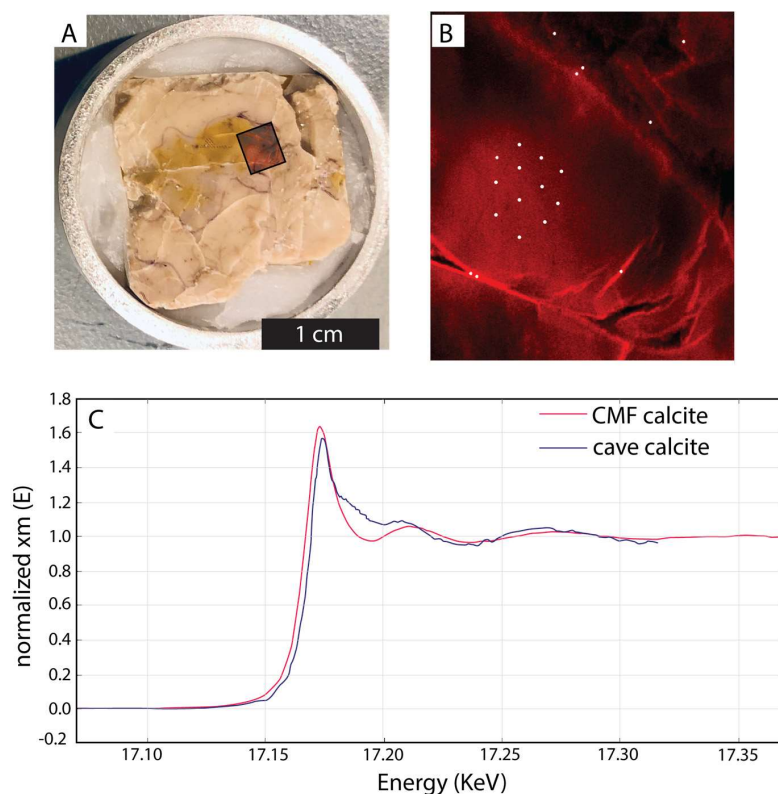 A
B
1 cm
C
CMF calcite
cave calcite
1.8
1.6
1.4
1.2
1.0
0.8
0.6
0.4
0.2
0.0
-0.2
normalized xm (E)
17.10
17.15
17.20
17.25
17.30
17.35
Energy (KeV)